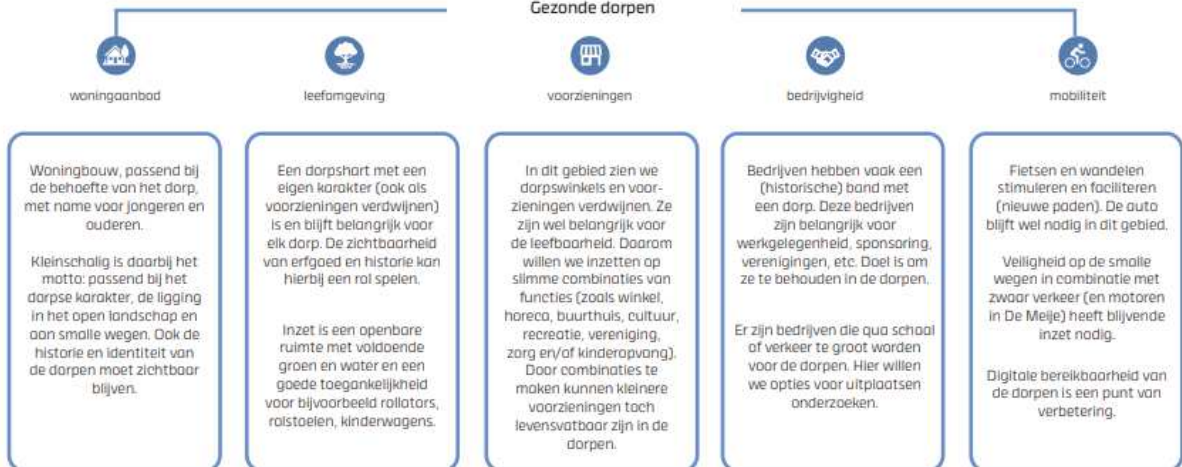 Gezonde dorpen
woningaanbod
leefomgeving
voorzieningen
bedrijvigheid
mobiliteit
Woningbouw, passend bij
de behoefte van het dorp,
met name voor jongeren en
ouderen.
Kleinschalig is daarbij het
motto: passend bij het
dorpse karakter, de ligging
in het open landschap en
aan smalle wegen. Ook de
historie en identiteit van
de dorpen moet zichtbaar
blijven.
Een dorpshart met een
eigen karakter (ook als
voorzieningen verdwijnen)
is en blijft belangrijk voor
elk dorp. De zichtbaarheid
van erfgoed en historie kan
hierbij een rol spelen.
Inzet is een openbare
ruimte met voldoende
groen en water en een
goede toegankelijkheid
voor bijvoorbeeld rollators,
rolstoelen, kinderwagens.
In dit gebied zien we
dorpswinkels en voor-
zieningen verdwijnen. Ze
zijn wel belangrijk voor
de leefbaarheid. Daarom
willen we inzetten op
slimme combinaties van
functies (zoals winkel,
horeca, buurthuis, cultuur,
recreatie, vereniging,
zorg en/of kinderopvang).
Door combinaties te
maken kunnen kleinere
voorzieningen toch
levensvatbaar zijn in de
dorpen.
Bedrijven hebben vaak een
(historische) band met
een dorp. Deze bedrijven
zijn belangrijk voor
werkgelegenheid, sponsoring,
verenigingen, etc. Doel is om
ze te behouden in de dorpen.
Er zijn bedrijven die qua schaal
of verkeer te groot worden
voor de dorpen. Hier willen
we opties voor uitplaatsen
onderzoeken.
Fietsen en wandelen
stimuleren en faciliteren
(nieuwe paden). De auto
blijft wel nodig in dit gebied.
Veiligheid op de smalle
wegen in combinatie met
zwaar verkeer (en motoren
in De Meije) heeft blijvende
inzet nodig.
Digitale bereikbaarheid van
de dorpen is een punt van
verbetering.